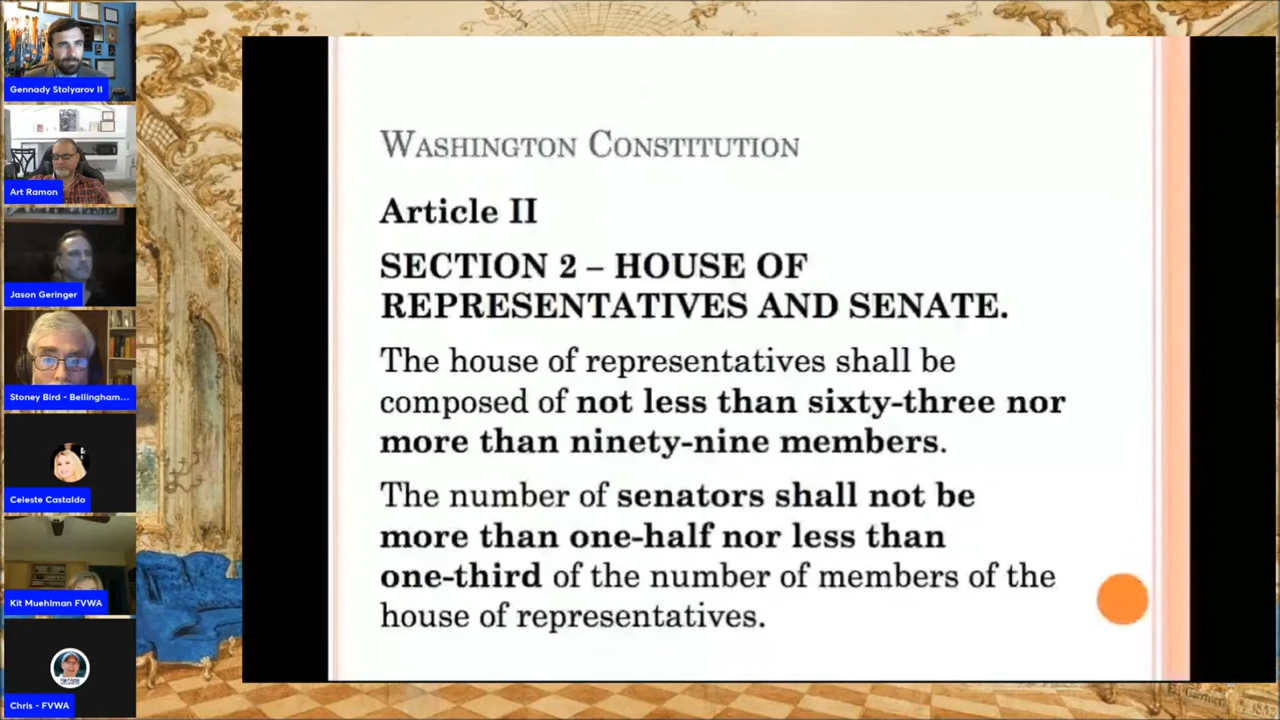 Gennady Stolyarov II
Art Ramon
Jason Geringer
Stoney Bird - Bellingham...
Celeste Castaldo
Kit Muehlman FVWA
Chris - FVWA
WASHINGTON CONSTITUTION
Article II
SECTION 2 – HOUSE OF
REPRESENTATIVES AND SENATE.
The house of representatives shall be
composed of not less than sixty-three nor
more than ninety-nine members.
The number of senators shall not be
more than one-half nor less than
one-third of the number of members of the
house of representatives.